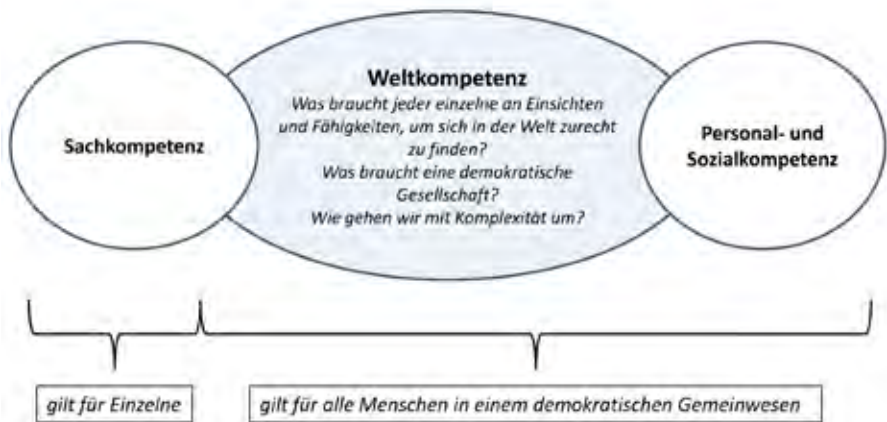 Weltkompetenz
Was braucht jeder einzelne an Einsichten
und Fähigkeiten, um sich in der Welt zurecht
zu finden?
Was braucht eine demokratische
Gesellschaft?
Wie gehen wir mit Komplexität um?
Sachkompetenz
Personal- und
Sozialkompetenz
gilt für Einzelne
gilt für alle Menschen in einem demokratischen Gemeinwesen